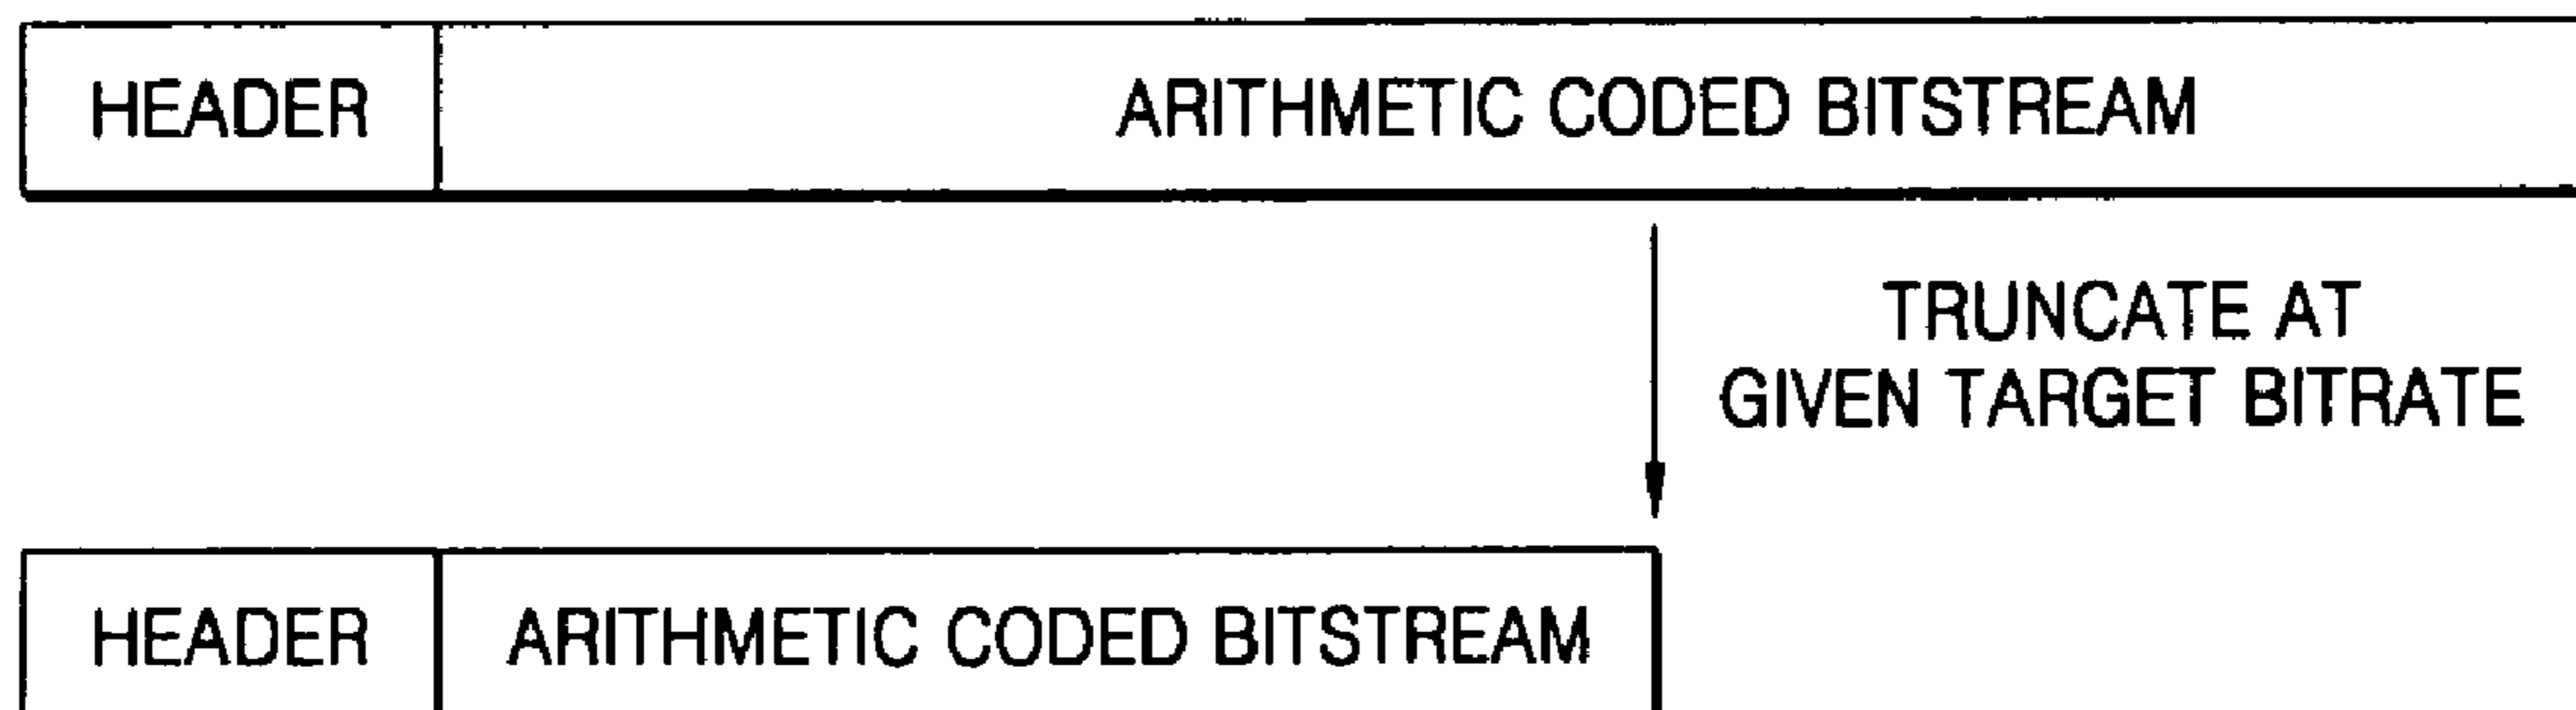 HEADER
ARITHMETIC CODED BITSTREAM
TRUNCATE AT
GIVEN TARGET BITRATE
HEADER
ARITHMETIC CODED BITSTREAM